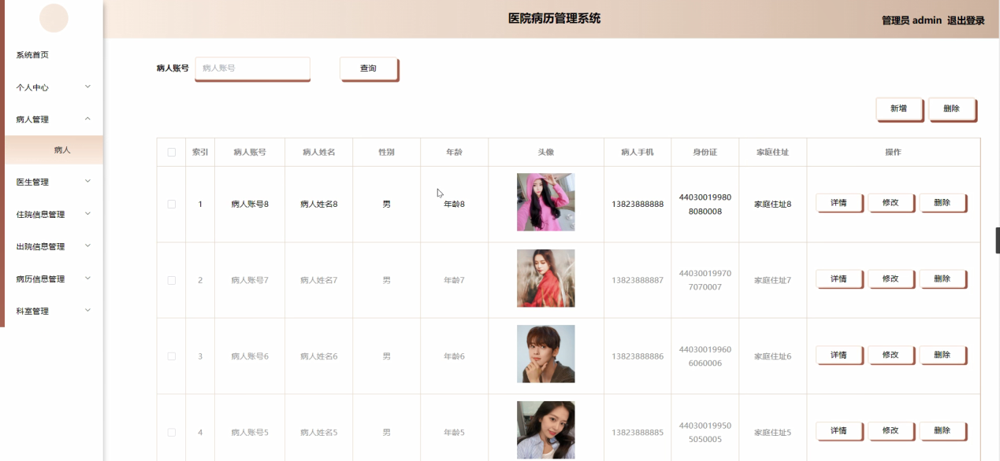 医院病历管理系统
管理员 admin 退出登录
系统首页
个人中心
病人管理
病人
医生管理
住院信息管理
出院信息管理
病历信息管理
科室管理
病人账号 病人账号 查询
新增 删除
索引 病人账号 病人姓名 性别 年龄 头像 病人手机 身份证 家庭住址 操作
1 病人账号8 病人姓名8 男 年龄8 13823888888 44030019980 家庭住址8 详情 修改 删除
8080008
2 病人账号7 病人姓名7 男 年龄7 13823888887 44030019970 家庭住址7 详情 修改 删除
7070007
3 病人账号6 病人姓名6 男 年龄6 13823888886 44030019960 家庭住址6 详情 修改 删除
6060006
4 病人账号5 病人姓名5 男 年龄5 13823888885 44030019950 家庭住址5 详情 修改 删除
5050005